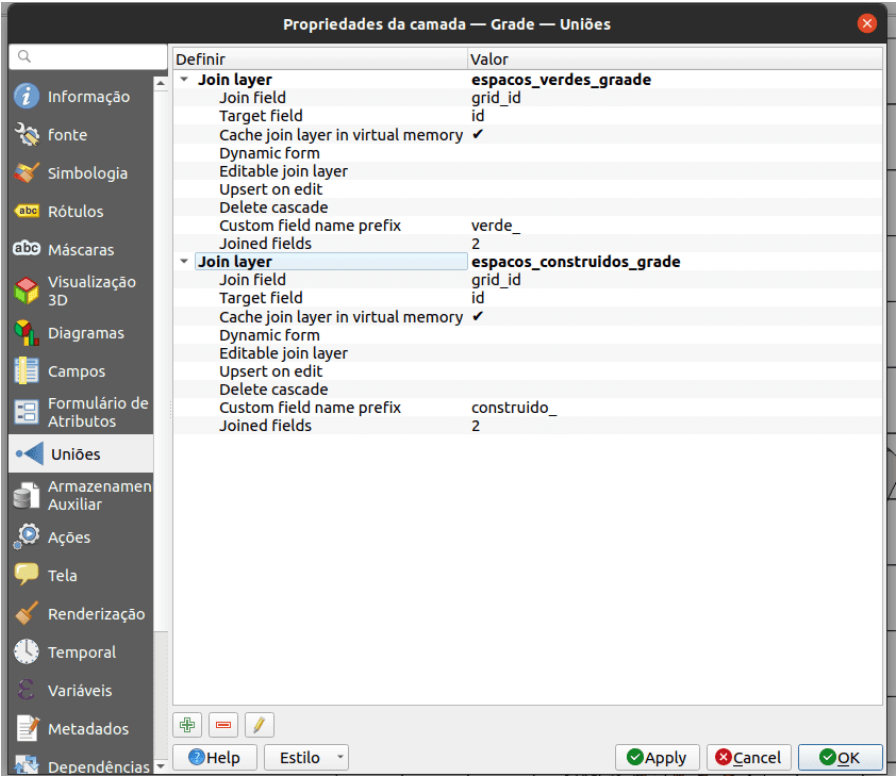 Propriedades da camada — Grade — Uniões
Definir Valor
Informação
fonte
Simbologia
abc Rótulos
abc Máscaras
Visualização
3D
Diagramas
Campos
Formulário de
Atributos
Uniões
Armazenamen
Auxiliar
Ações
Tela
Renderização
Temporal
Variáveis
Metadados
Dependências
Join layer espacos_verdes_graade
Join field grid_id
Target field id
Cache join layer in virtual memory ✔
Dynamic form
Editable join layer
Upsert on edit
Delete cascade
Custom field name prefix verde_
Joined fields 2
Join layer espacos_construidos_grade
Join field grid_id
Target field id
Cache join layer in virtual memory ✔
Dynamic form
Editable join layer
Upsert on edit
Delete cascade
Custom field name prefix construido_
Joined fields 2
Help Estilo Apply Cancel OK